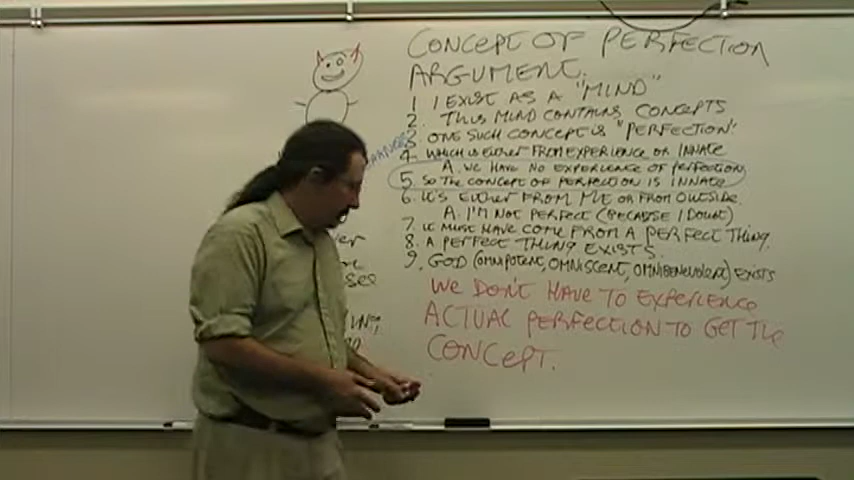 CONCEPT OF PERFECTION
ARGUMENT.
1 I EXIST AS A "MIND"
2. THIS MIND CONTAINS CONCEPTS
3. ONE SUCH CONCEPT IS "PERFECTION".
4. WHICH IS EITHER FROM EXPERIENCE OR INNATE
A. WE HAVE NO EXPERIENCE OF PERFECTION
5. SO THE CONCEPT OF PERFECTION IS INNATE
6. IT'S EITHER FROM ME OR FROM OUTSIDE.
A. I'M NOT PERFECT (BECAUSE I DOUBT)
7. IT MUST HAVE COME FROM A PERFECT THING.
8. A PERFECT THING EXISTS.
9. GOD (OMNIPOTENT, OMNISCENT, OMNIBENEVOLENT) EXISTS
WE DON'T HAVE TO EXPERIENCE
ACTUAL PERFECTION TO GET THE
CONCEPT.